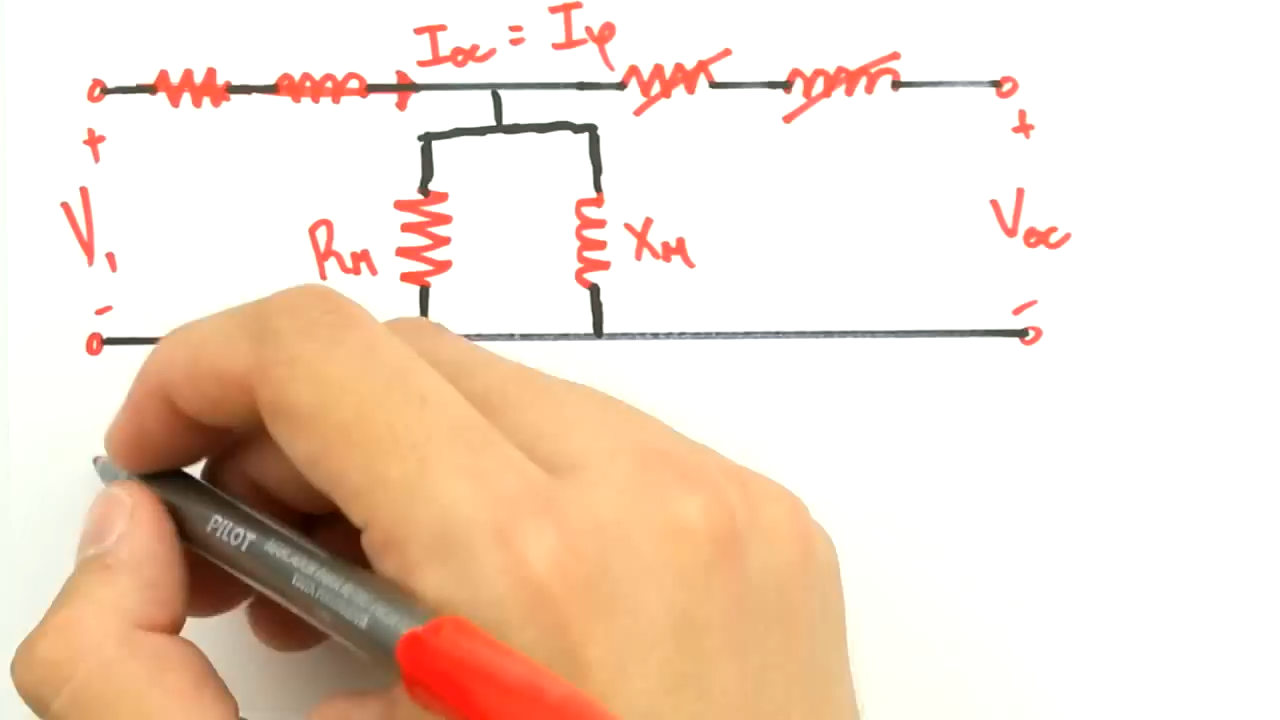 Ioc = Iφ
+
+
V1
Voc
RM
XM
-
-
PILOT